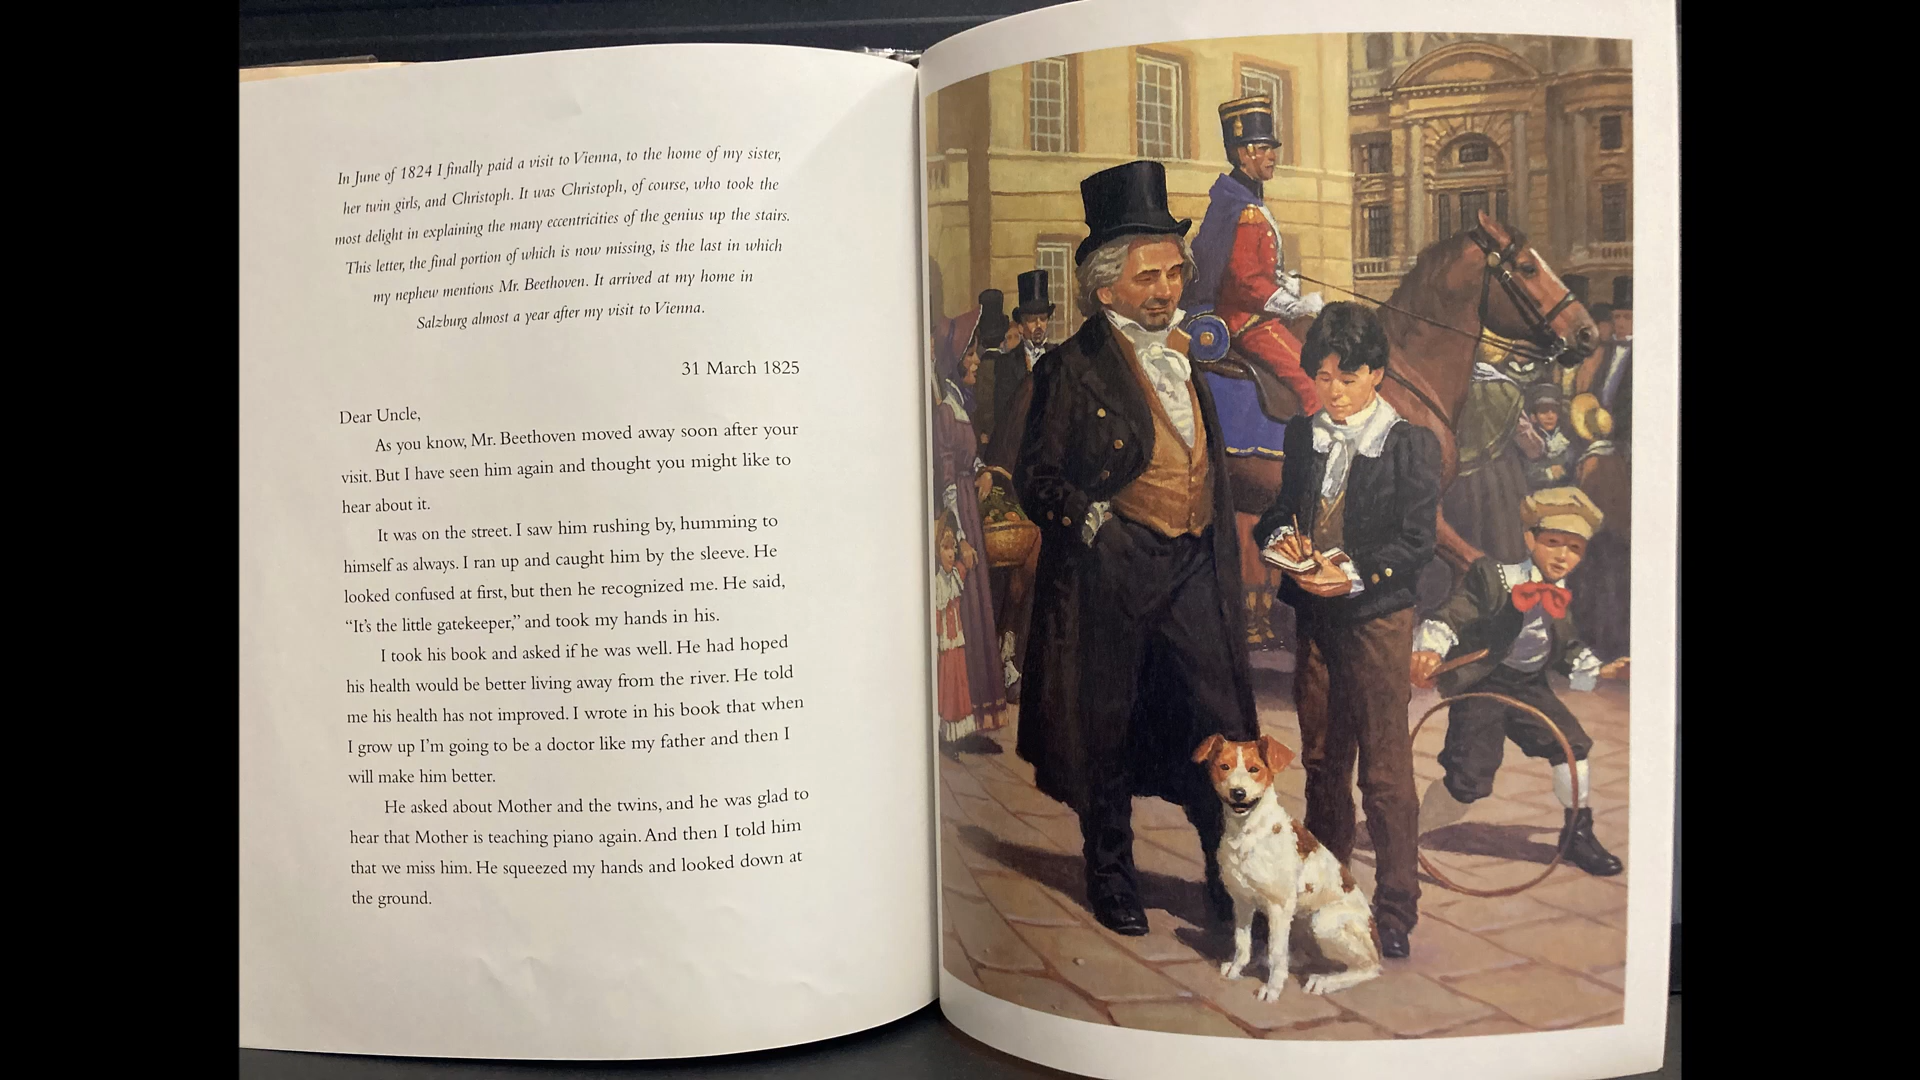 In June of 1824 I finally paid a visit to Vienna, to the home of my sister,
her twin girls, and Christoph. It was Christoph, of course, who took the
most delight in explaining the many eccentricities of the genius up the stairs.
This letter, the final portion of which is now missing, is the last in which
my nephew mentions Mr. Beethoven. It arrived at my home in
Salzburg almost a year after my visit to Vienna.
31 March 1825
Dear Uncle,
As you know, Mr. Beethoven moved away soon after your
visit. But I have seen him again and thought you might like to
hear about it.
It was on the street. I saw him rushing by, humming to
himself as always. I ran up and caught him by the sleeve. He
looked confused at first, but then he recognized me. He said,
“It’s the little gatekeeper,” and took my hands in his.
I took his book and asked if he was well. He had hoped
his health would be better living away from the river. He told
me his health has not improved. I wrote in his book that when
I grow up I’m going to be a doctor like my father and then I
will make him better.
He asked about Mother and the twins, and he was glad to
hear that Mother is teaching piano again. And then I told him
that we miss him. He squeezed my hands and looked down at
the ground.